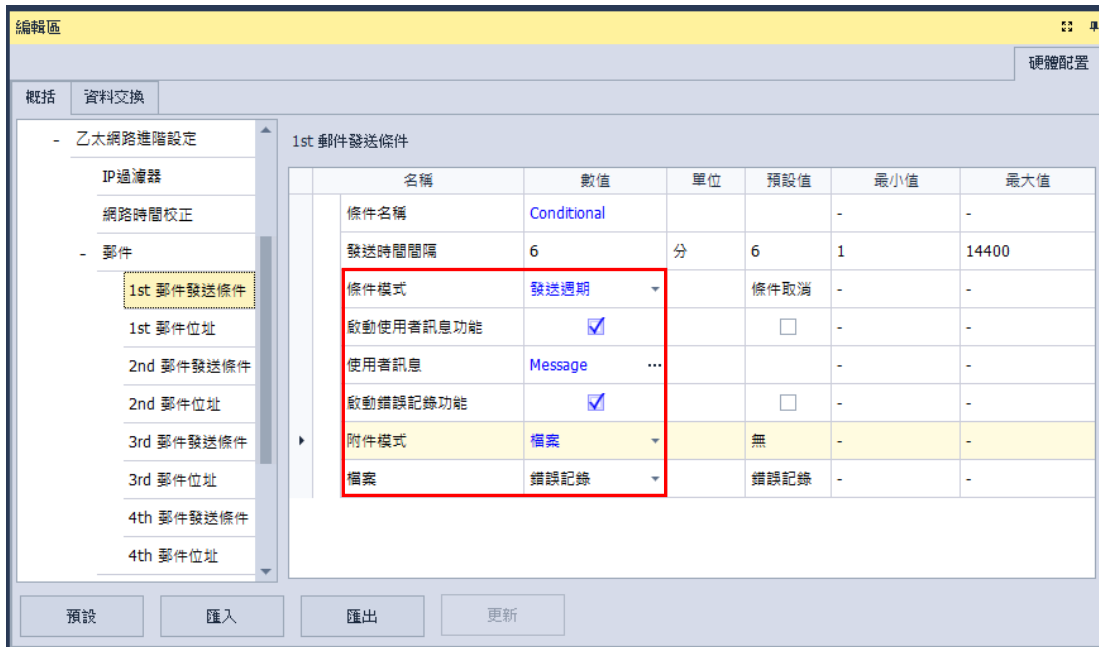 編輯區
硬體配置
概括 資料交換
- 乙太網路進階設定
IP過濾器
網路時間校正
- 郵件
1st 郵件發送條件
1st 郵件位址
2nd 郵件發送條件
2nd 郵件位址
3rd 郵件發送條件
3rd 郵件位址
4th 郵件發送條件
4th 郵件位址
1st 郵件發送條件
名稱 數值 單位 預設值 最小值 最大值
條件名稱 Conditional - -
發送時間間隔 6 分 6 1 14400
條件模式 發送週期 條件取消 - -
啟動使用者訊息功能 - -
使用者訊息 Message ... - -
啟動錯誤記錄功能 - -
附件模式 檔案 無 - -
檔案 錯誤記錄 錯誤記錄 - -
預設 匯入 匯出 更新